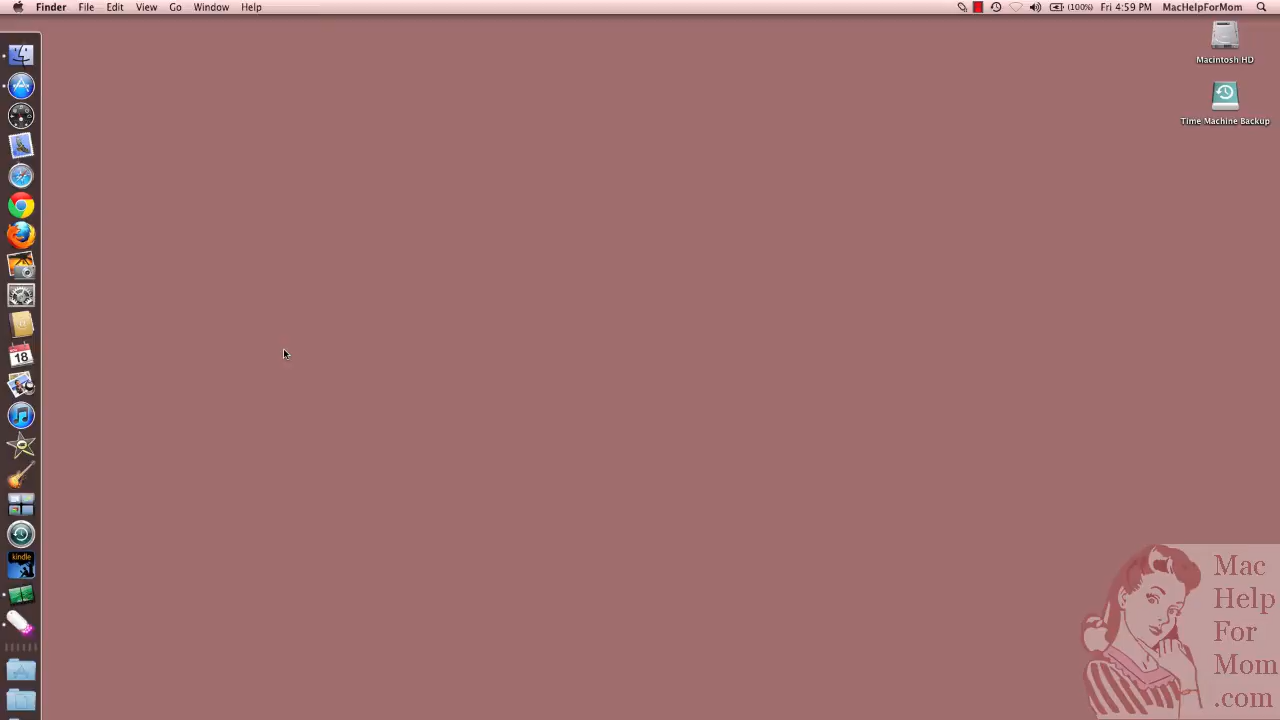 Finder File Edit View Go Window Help (100%) Fri 4:59 PM MacHelpForMom
Macintosh HD
Time Machine Backup
18
kindle
Mac
Help
For
Mom
.com